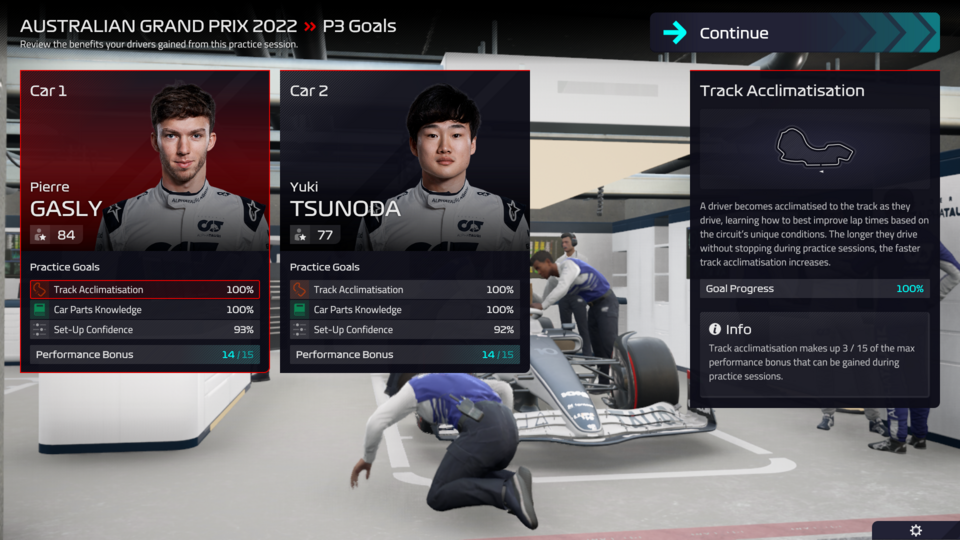 AUSTRALIAN GRAND PRIX 2022 » P3 Goals
Review the benefits your drivers gained from this practice session.
Continue
Car 1
Pierre
GASLY
84
Practice Goals
Track Acclimatisation 100%
Car Parts Knowledge 100%
Set-Up Confidence 93%
Performance Bonus 14 / 15
Car 2
Yuki
TSUNODA
77
Practice Goals
Track Acclimatisation 100%
Car Parts Knowledge 100%
Set-Up Confidence 92%
Performance Bonus 14 / 15
Track Acclimatisation
A driver becomes acclimatised to the track as they
drive, learning how to best improve lap times based on
the circuit's unique conditions. The longer they drive
without stopping during practice sessions, the faster
track acclimatisation increases.
Goal Progress 100%
Info
Track acclimatisation makes up 3 / 15 of the max
performance bonus that can be gained during
practice sessions.